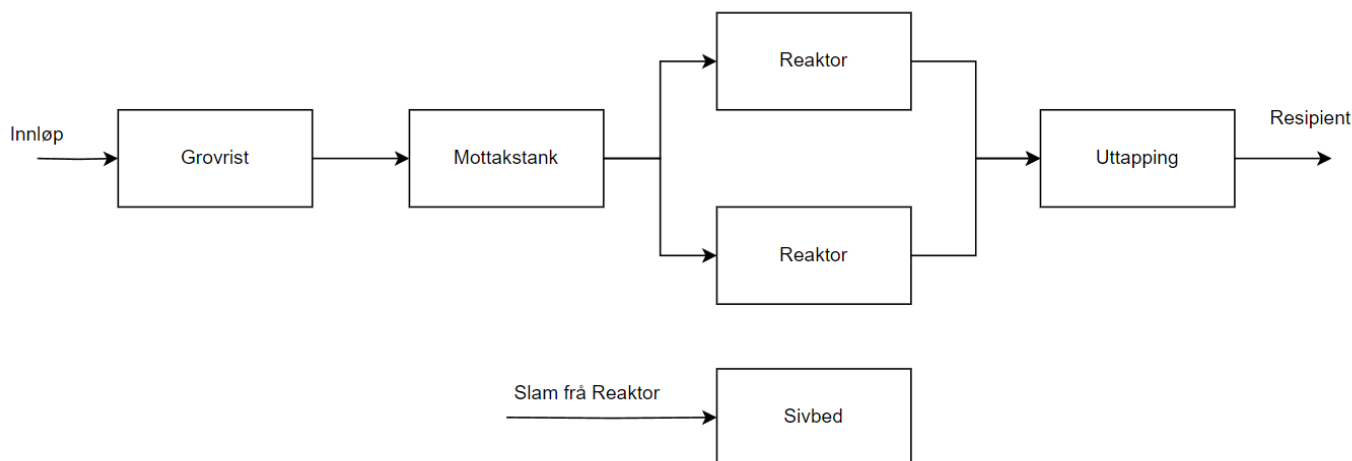 Innløp
Grovrist
Mottakstank
Reaktor
Reaktor
Uttapping
Resipient
Slam frå Reaktor
Sivbed